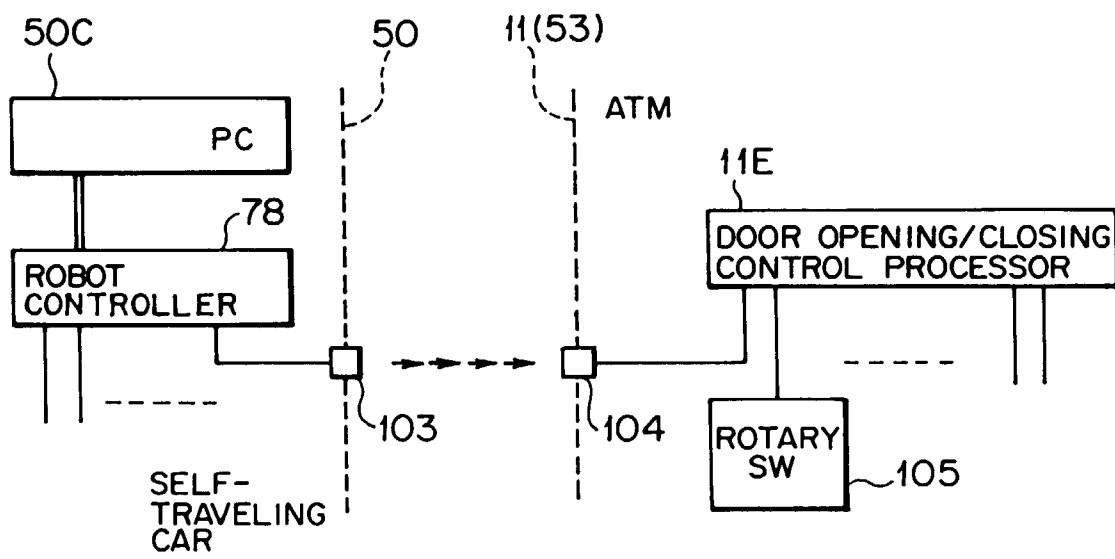 50C
50
11(53)
ATM
PC
11E
78
DOOR OPENING/CLOSING
CONTROL PROCESSOR
ROBOT
CONTROLLER
103
104
ROTARY
SW
105
SELF-
TRAVELING
CAR